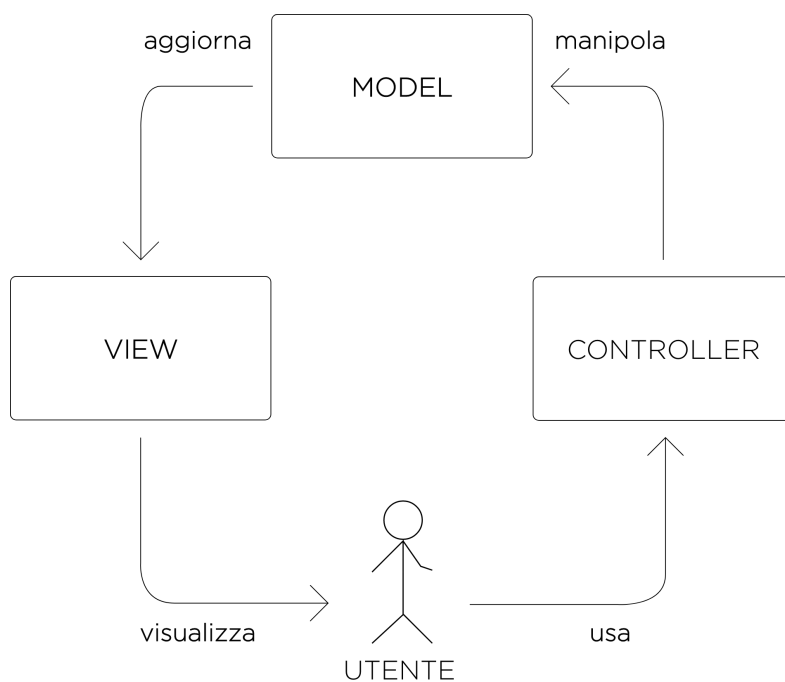 aggiorna
manipola
MODEL
VIEW
CONTROLLER
visualizza
usa
UTENTE